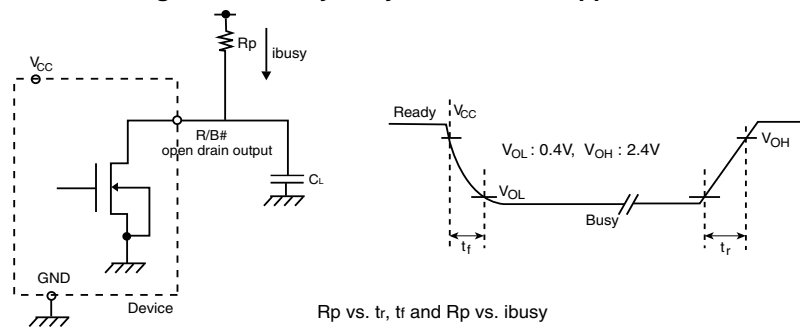 Rp
ibusy
VCC
R/B#
open drain output
CL
GND
Device
Ready
VCC
VOL : 0.4V, VOH : 2.4V
VOH
VOL
Busy
tf
tr
Rp vs. tr, tf and Rp vs. ibusy